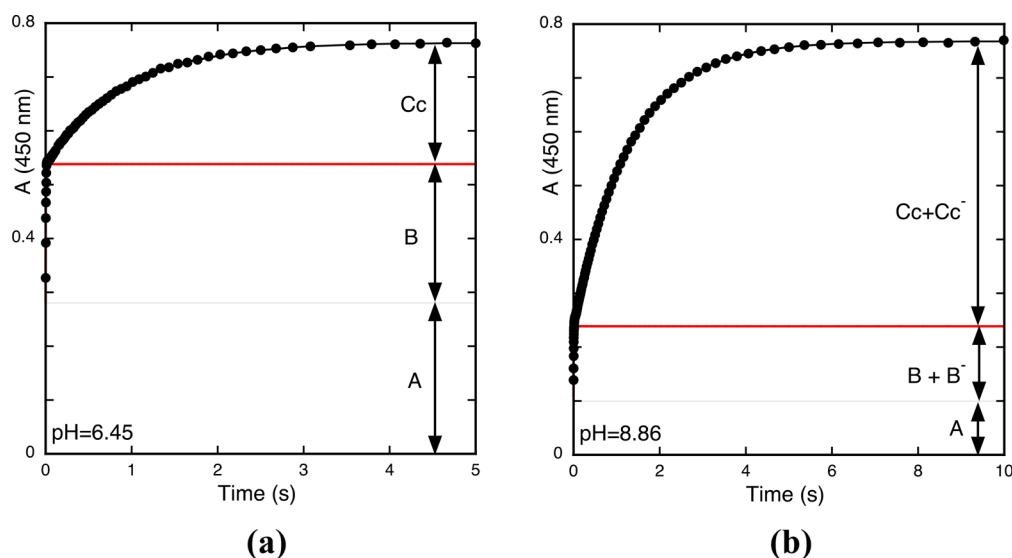 0.8
Cc
A (450 nm)
0.4
B
A
pH=6.45
0
0 1 2 3 4 5
Time (s)
(a)
0.8
Cc+Cc⁻
A (450 nm)
0.4
B + B⁻
A
pH=8.86
0
0 2 4 6 8 10
Time (s)
(b)